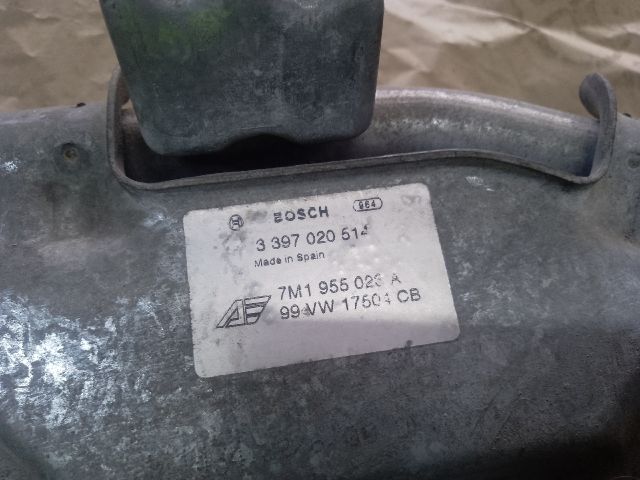 BOSCH 964
3 397 020 514
Made in Spain
7M1 955 023 A
99 VW 17504 CB